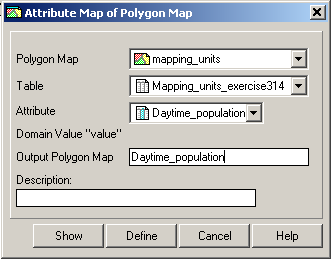 Attribute Map of Polygon Map
Polygon Map mapping_units
Table Mapping_units_exercise314
Attribute Daytime_population
Domain Value "value"
Output Polygon Map Daytime_population
Description:
Show Define Cancel Help